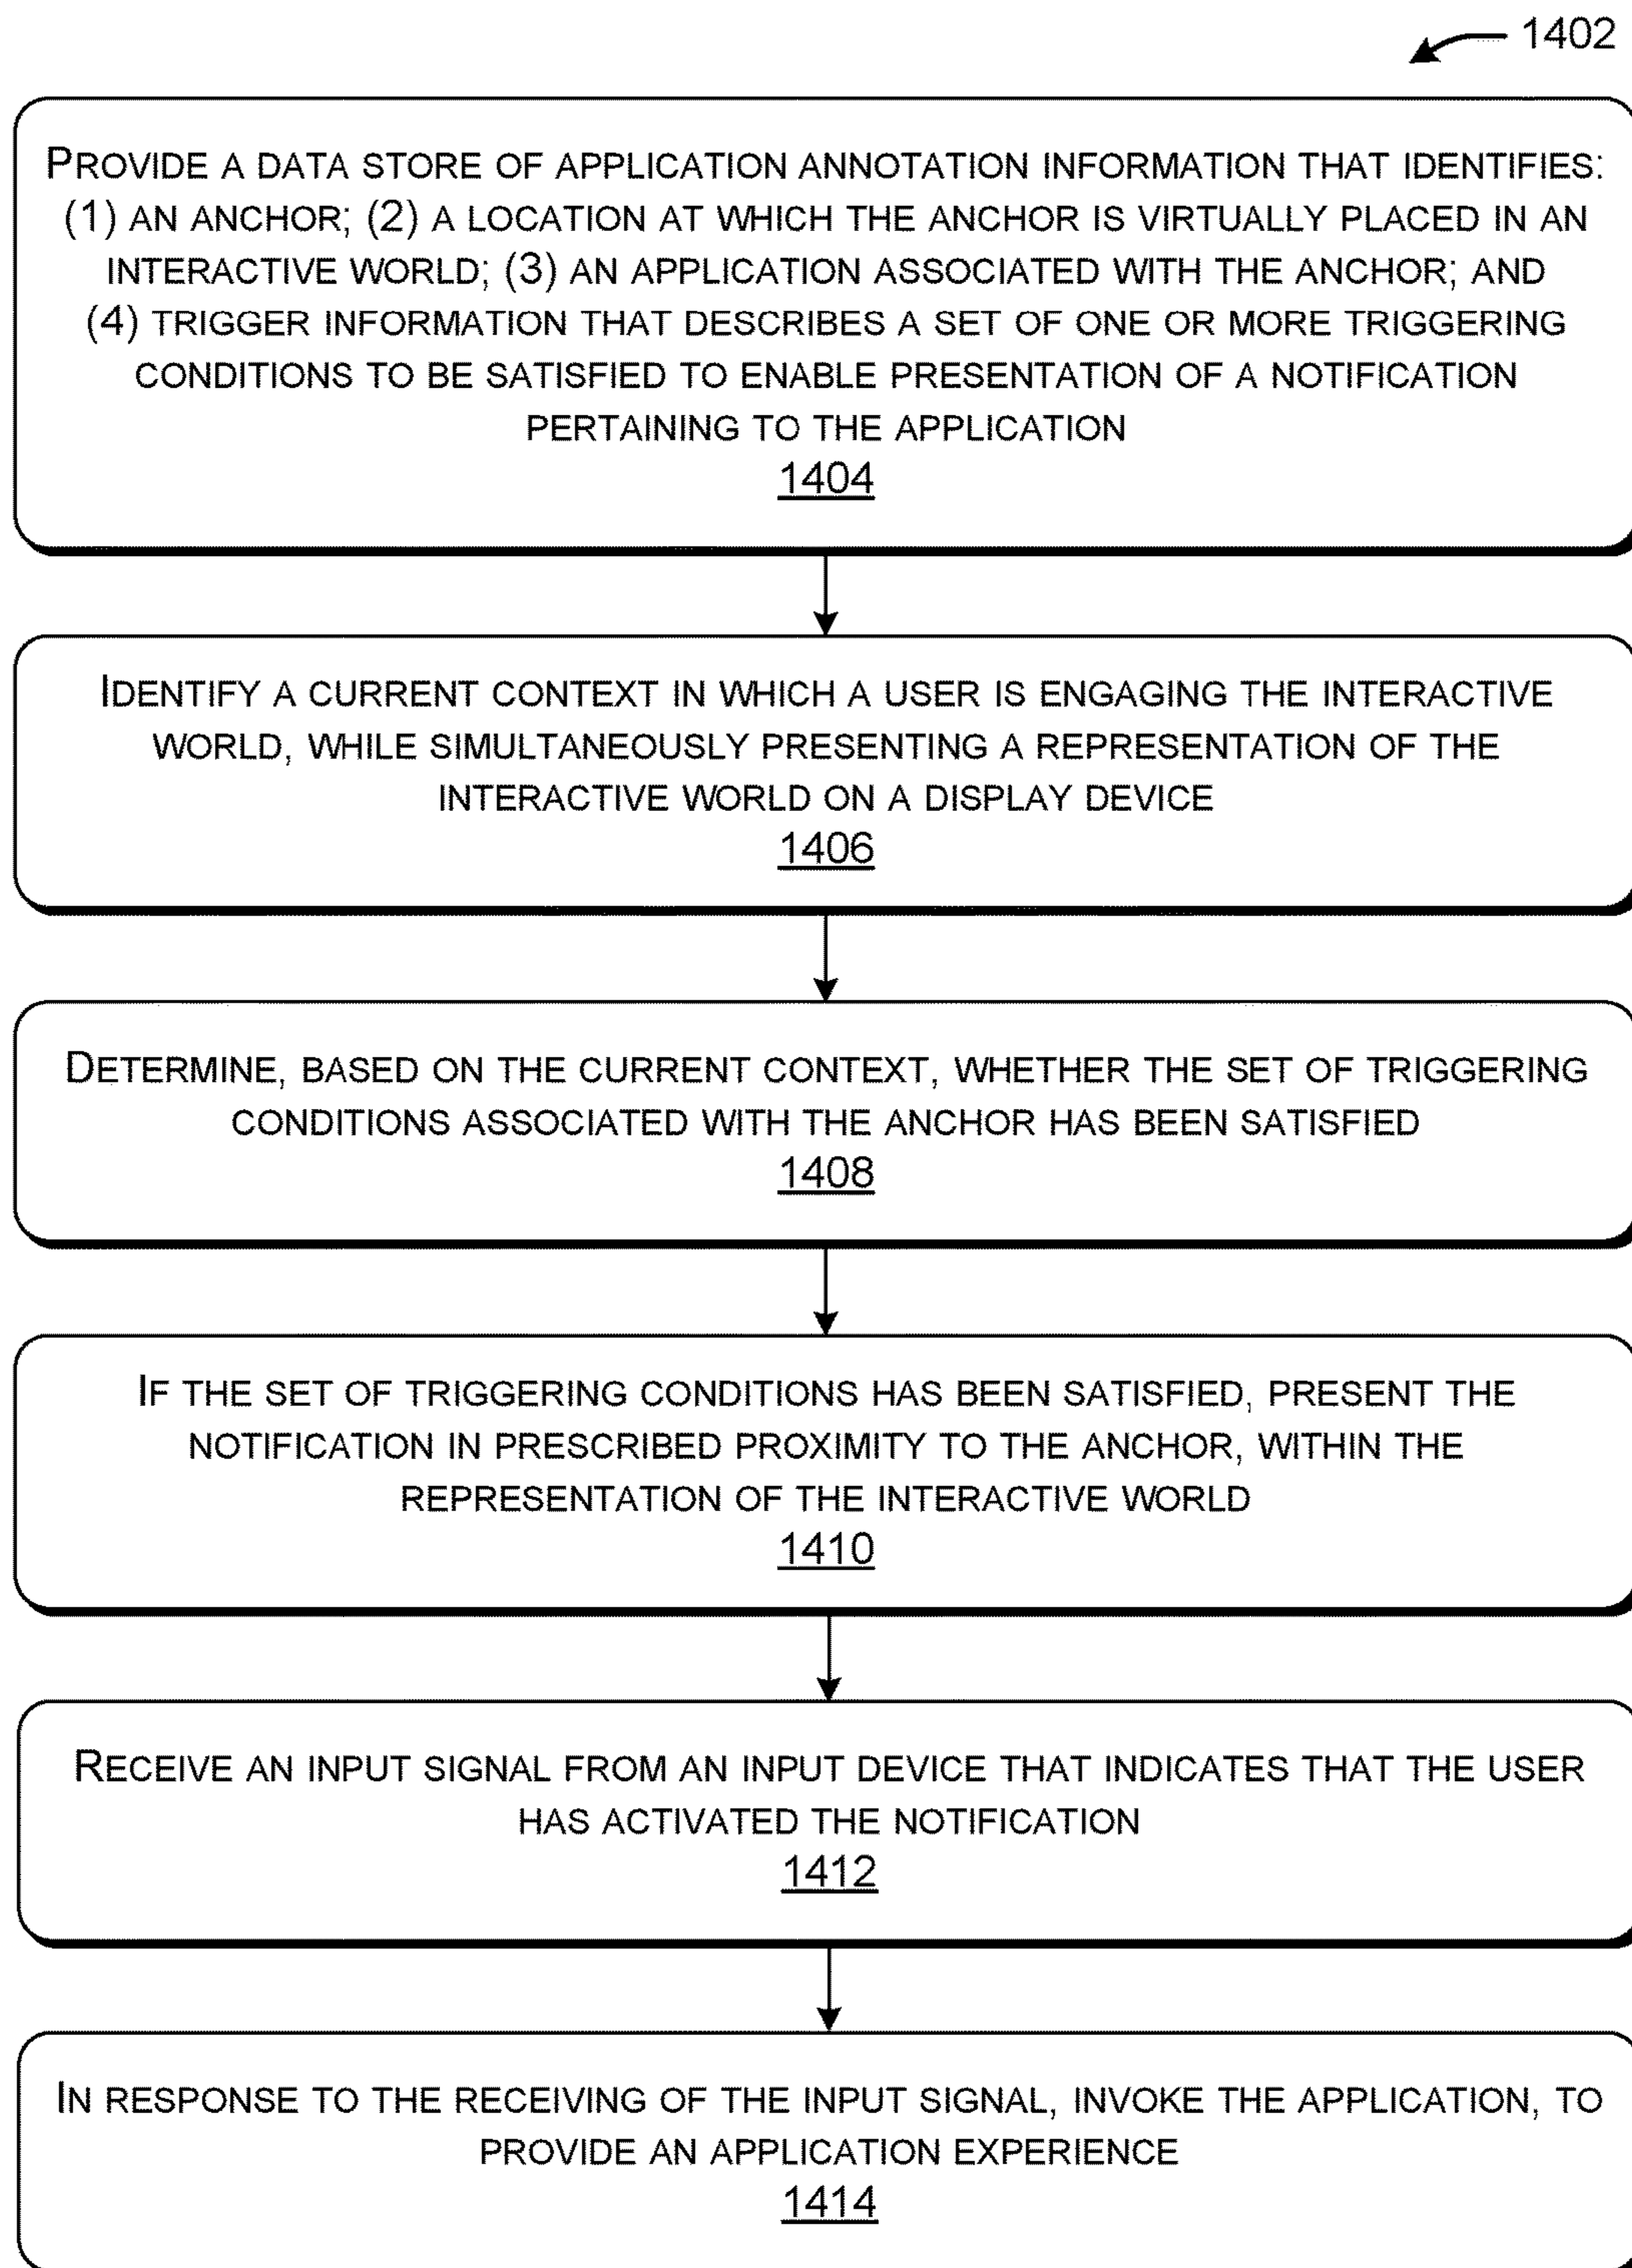 1402
PROVIDE A DATA STORE OF APPLICATION ANNOTATION INFORMATION THAT IDENTIFIES:
(1) AN ANCHOR; (2) A LOCATION AT WHICH THE ANCHOR IS VIRTUALLY PLACED IN AN
INTERACTIVE WORLD; (3) AN APPLICATION ASSOCIATED WITH THE ANCHOR; AND
(4) TRIGGER INFORMATION THAT DESCRIBES A SET OF ONE OR MORE TRIGGERING
CONDITIONS TO BE SATISFIED TO ENABLE PRESENTATION OF A NOTIFICATION
PERTAINING TO THE APPLICATION
1404
IDENTIFY A CURRENT CONTEXT IN WHICH A USER IS ENGAGING THE INTERACTIVE
WORLD, WHILE SIMULTANEOUSLY PRESENTING A REPRESENTATION OF THE
INTERACTIVE WORLD ON A DISPLAY DEVICE
1406
DETERMINE, BASED ON THE CURRENT CONTEXT, WHETHER THE SET OF TRIGGERING
CONDITIONS ASSOCIATED WITH THE ANCHOR HAS BEEN SATISFIED
1408
IF THE SET OF TRIGGERING CONDITIONS HAS BEEN SATISFIED, PRESENT THE
NOTIFICATION IN PRESCRIBED PROXIMITY TO THE ANCHOR, WITHIN THE
REPRESENTATION OF THE INTERACTIVE WORLD
1410
RECEIVE AN INPUT SIGNAL FROM AN INPUT DEVICE THAT INDICATES THAT THE USER
HAS ACTIVATED THE NOTIFICATION
1412
IN RESPONSE TO THE RECEIVING OF THE INPUT SIGNAL, INVOKE THE APPLICATION, TO
PROVIDE AN APPLICATION EXPERIENCE
1414